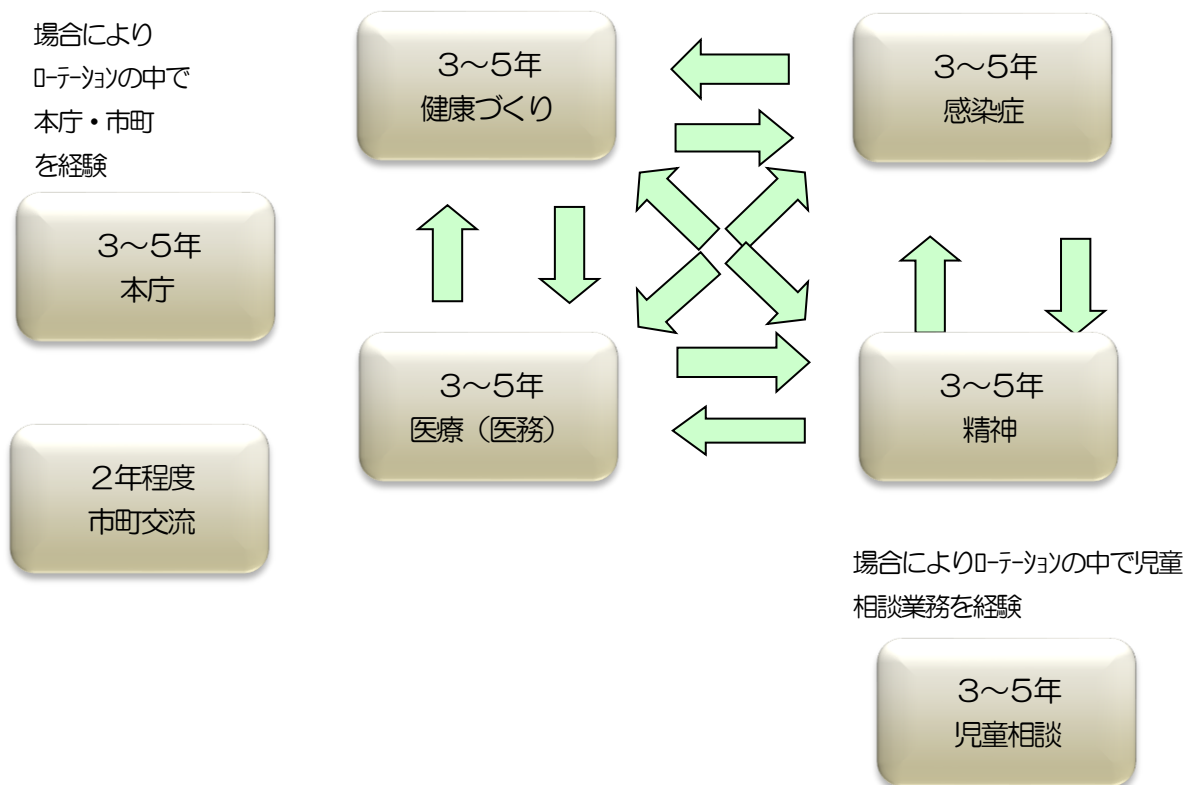 場合により
ﾛｰﾃｰｼｮﾝの中で
本庁・市町
を経験
3～5年
健康づくり
3～5年
感染症
3～5年
本庁
3～5年
医療（医務）
3～5年
精神
2年程度
市町交流
場合によりﾛｰﾃｰｼｮﾝの中で児童
相談業務を経験
3～5年
児童相談